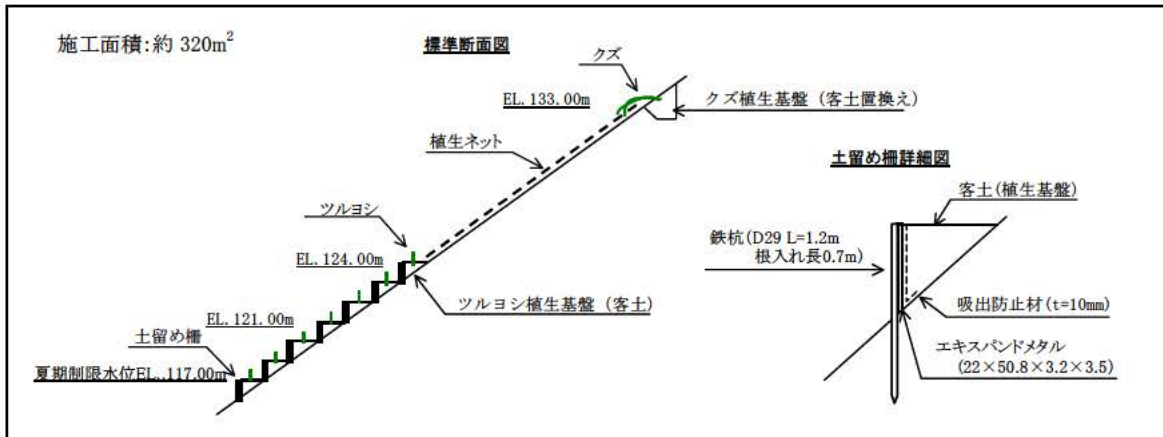 施工面積:約 320m²
標準断面図
クズ
EL. 133.00m
クズ植生基盤 (客土置換え)
植生ネット
土留め柵詳細図
客土(植生基盤)
ツルヨシ
鉄杭(D29 L=1.2m
根入れ長0.7m)
EL. 124.00m
ツルヨシ植生基盤 (客土)
吸出防止材(t=10mm)
EL. 121.00m
土留め柵
エキスパンドメタル
(22×50.8×3.2×3.5)
夏期制限水位EL..117.00m